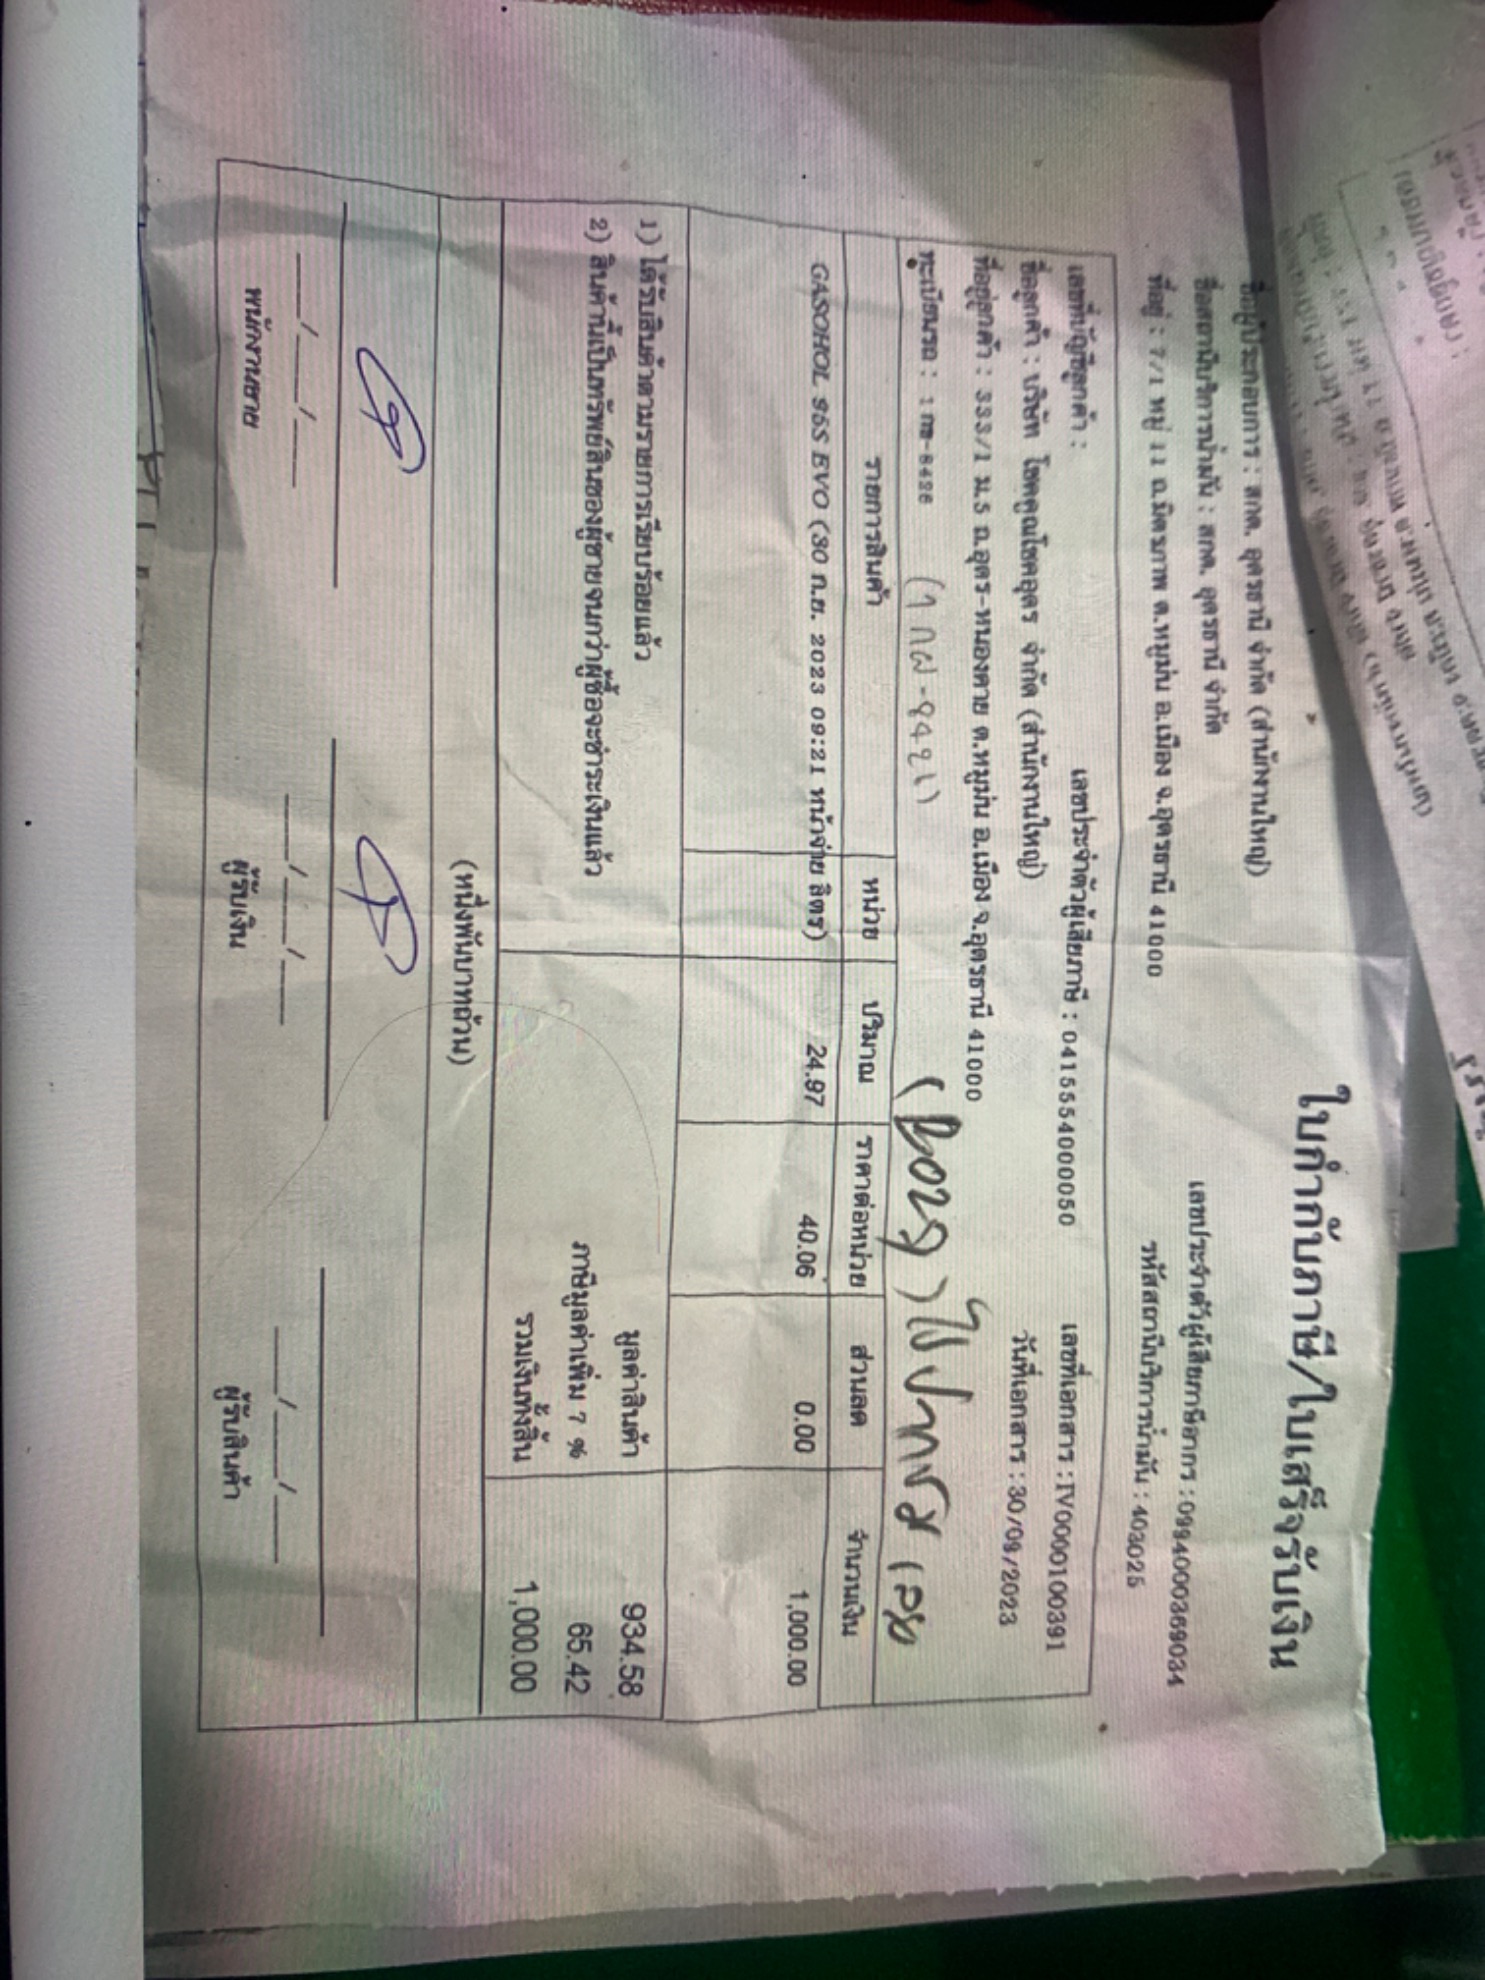 ใบกำกับภาษี/ใบเสร็จรับเงิน
ชื่อผู้ประกอบการ : สกต. อุดรธานี จำกัด (สำนักงานใหญ่)
เลขประจำตัวผู้เสียภาษีอากร : 0994000369034
ชื่อสถานีบริการน้ำมัน : สกต. อุดรธานี จำกัด
รหัสสถานีบริการน้ำมัน : 403025
ที่อยู่ : 7/1 หมู่ 11 ถ.มิตรภาพ ต.หมูม่น อ.เมือง จ.อุดรธานี 41000
เลขที่บัญชีลูกค้า : เลขประจำตัวผู้เสียภาษี : 0415554000050 เลขที่เอกสาร : IV0000100391
ชื่อลูกค้า : บริษัท โชคคูณโชคอุดร จำกัด (สำนักงานใหญ่) วันที่เอกสาร : 30/09/2023
ที่อยู่ลูกค้า : 333/1 ม.5 ถ.อุดร-หนองคาย ต.หมูม่น อ.เมือง จ.อุดรธานี 41000
ทะเบียนรถ :
รายการสินค้า หน่วย ปริมาณ ราคาต่อหน่วย ส่วนลด จำนวนเงิน
GASOHOL 95S EVO (30 ก.ย. 2023 09:21 หน้าจ่าย ลิตร) 24.97 40.06 0.00 1,000.00
1) ได้รับสินค้าตามรายการเรียบร้อยแล้ว มูลค่าสินค้า 934.58
2) สินค้านี้เป็นทรัพย์สินของผู้ขายจนกว่าผู้ซื้อจะชำระเงินแล้ว ภาษีมูลค่าเพิ่ม 7 % 65.42
รวมเงินทั้งสิ้น 1,000.00
(หนึ่งพันบาทถ้วน)
___/___/___ ___/___/___ ___/___/___
พนักงานขาย ผู้รับเงิน ผู้รับสินค้า